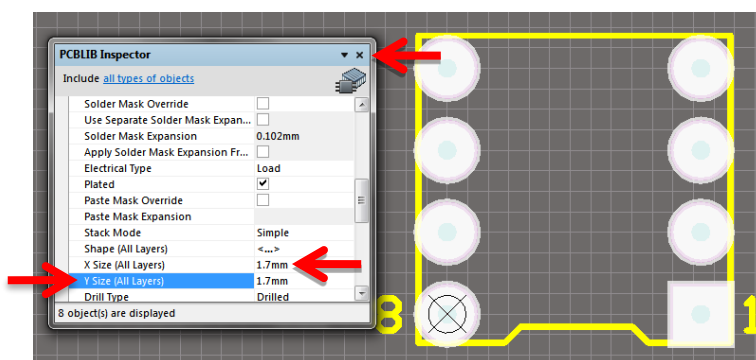 PCBLIB Inspector
Include all types of objects
Solder Mask Override
Use Separate Solder Mask Expan...
Solder Mask Expansion 0.102mm
Apply Solder Mask Expansion Fr...
Electrical Type Load
Plated
Paste Mask Override
Paste Mask Expansion
Stack Mode Simple
Shape (All Layers) <...>
X Size (All Layers) 1.7mm
Y Size (All Layers) 1.7mm
Drill Type Drilled
8 object(s) are displayed
8
1